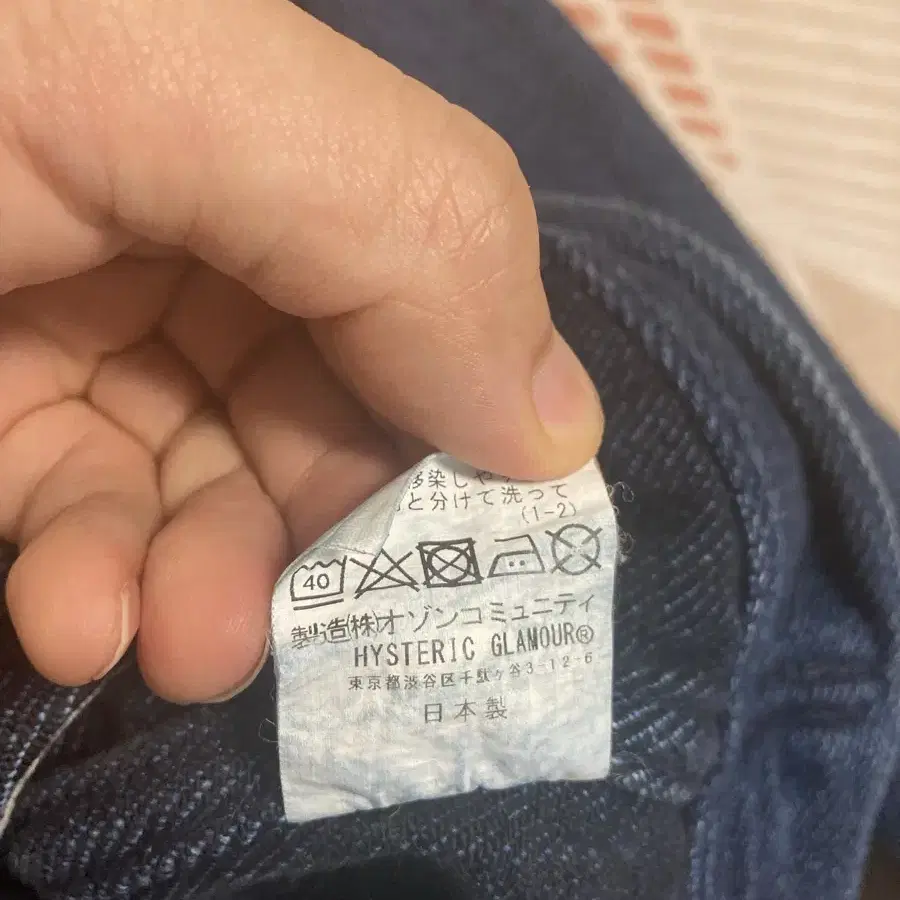 移染しや
と分けて洗って
(1-2)
40
製造(株)オゾンコミュニティ
HYSTERIC GLAMOUR®
東京都渋谷区千駄ヶ谷3-12-6
日本製